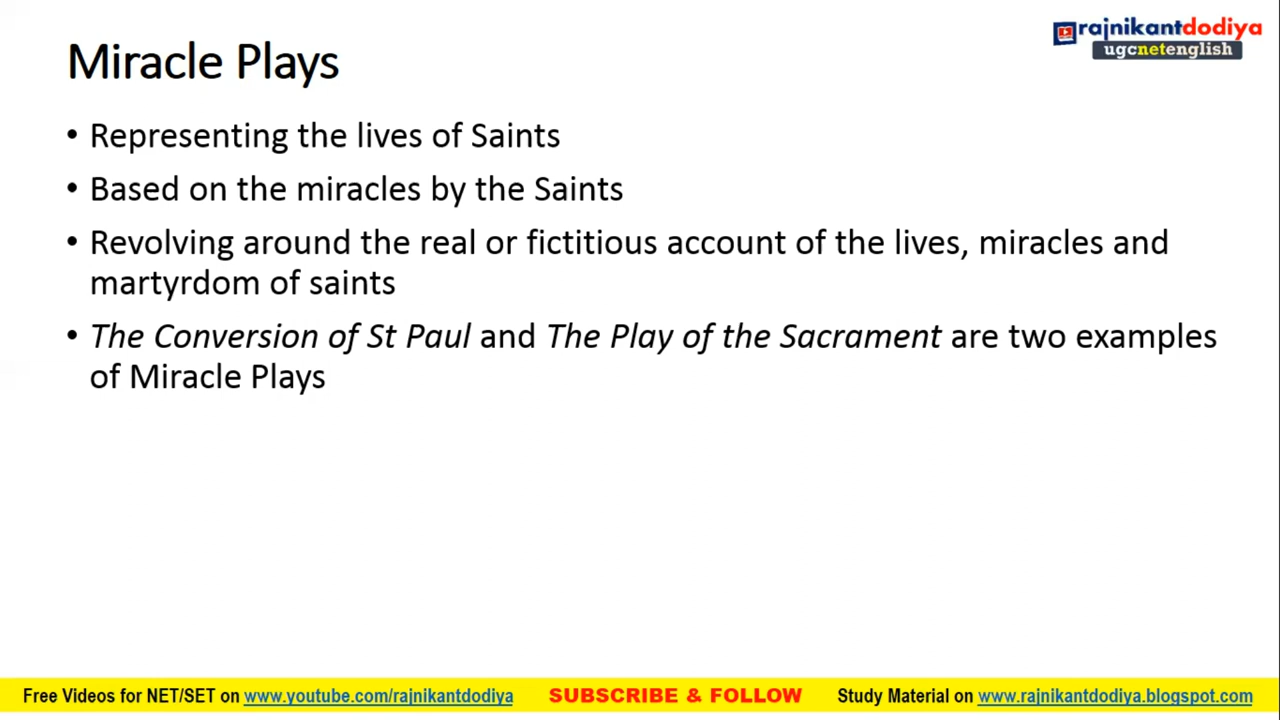 Miracle Plays
rajnikantdodiya
ugcnetenglish
• Representing the lives of Saints
• Based on the miracles by the Saints
• Revolving around the real or fictitious account of the lives, miracles and
martyrdom of saints
• The Conversion of St Paul and The Play of the Sacrament are two examples
of Miracle Plays
Free Videos for NET/SET on www.youtube.com/rajnikantdodiya SUBSCRIBE & FOLLOW Study Material on www.rajnikantdodiya.blogspot.com